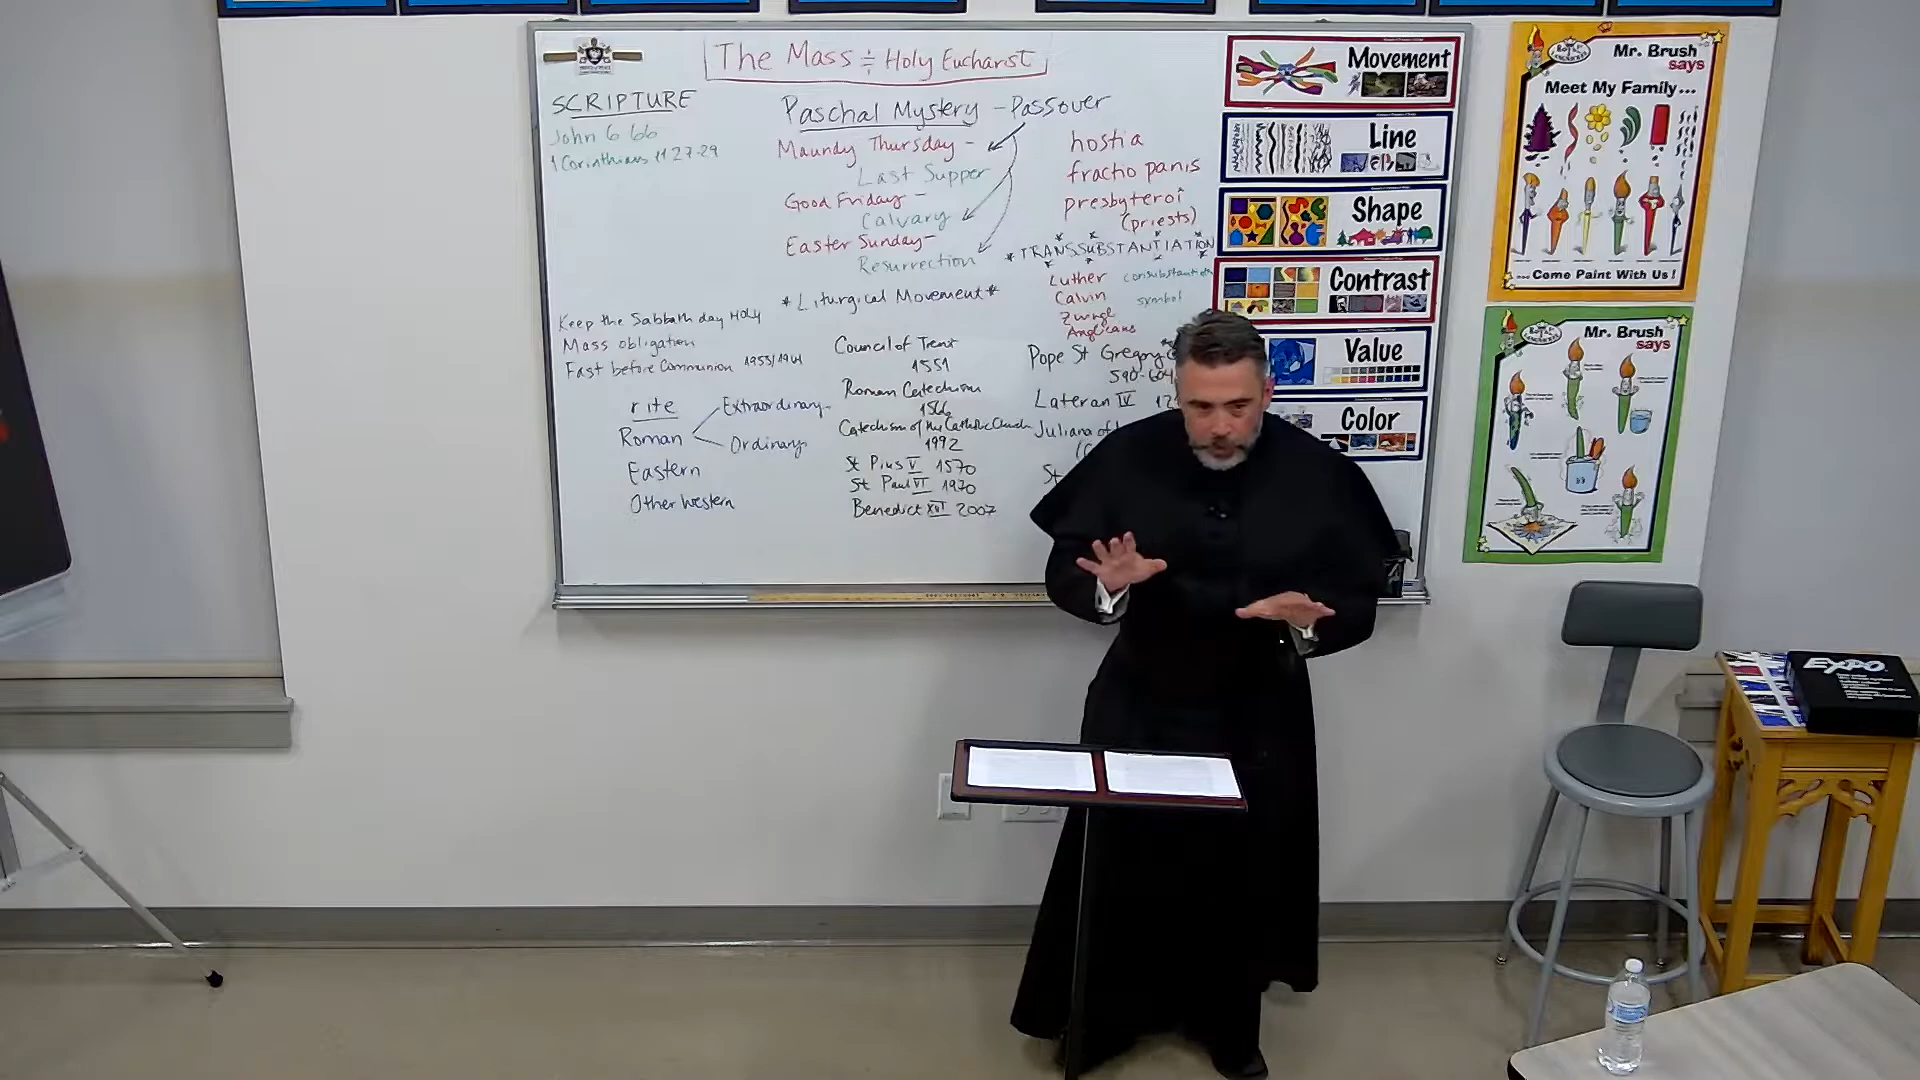 The Mass ÷ Holy Eucharist
SCRIPTURE
John 6 66
1 Corinthians 11 27-29
Keep the Sabbath day HOLY
Mass obligation
Fast before Communion 1953/1964
rite
Roman
Extraordinary
Ordinary
Eastern
Other Western
Paschal Mystery - Passover
Maundy Thursday -
Last Supper
Good Friday -
Calvary
Easter Sunday -
Resurrection
* Liturgical Movement *
Council of Trent
1551
Roman Catechism
1566
Catechism of the Catholic Church
1992
St Pius V 1570
St Paul VI 1970
Benedict XVI 2007
hostia
fractio panis
presbyteroi
(priests)
* TRANSSUBSTANTIATION
Luther
Calvin symbol
Anglicans
Pope St Gregory
590-604
Lateran IV 12
Juliana of
St
Movement
Line
Shape
Contrast
Value
Color
Mr. Brush
says
Meet My Family...
... Come Paint With Us!
Mr. Brush
says
EXPO